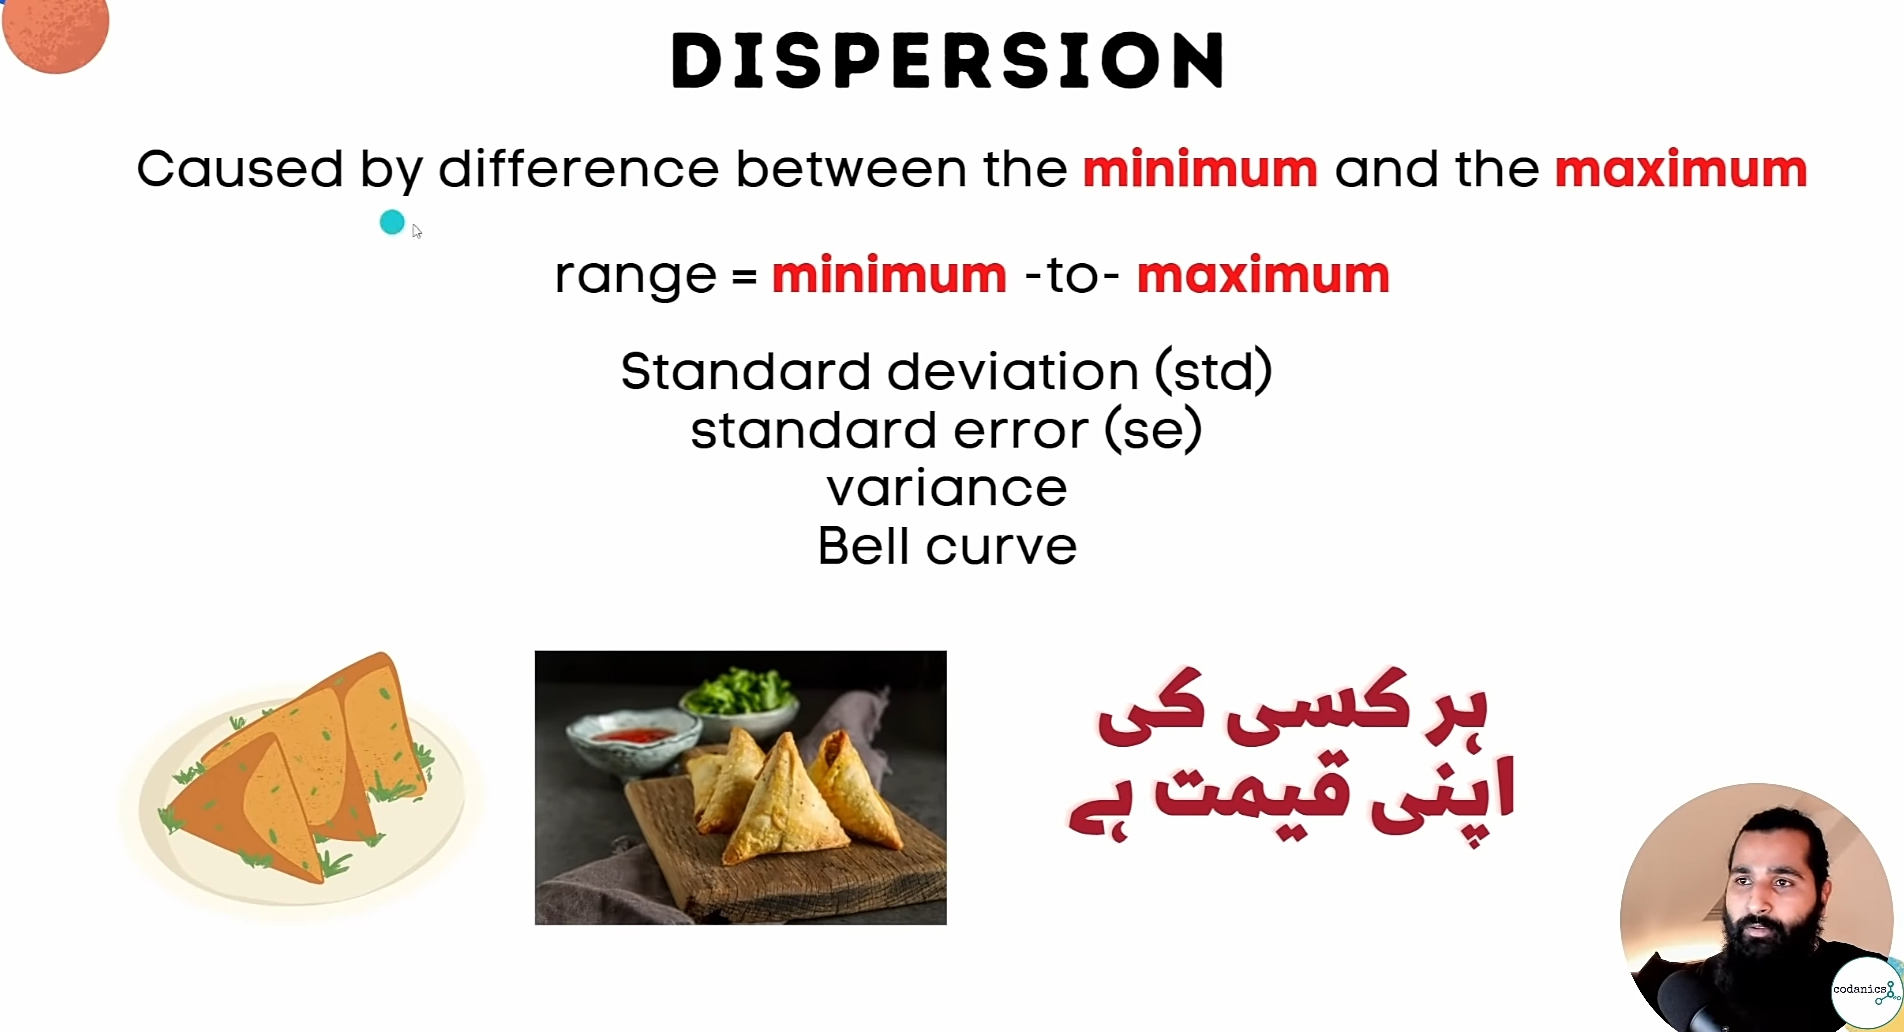 DISPERSION
Caused by difference between the minimum and the maximum
range = minimum -to- maximum
Standard deviation (std)
standard error (se)
variance
Bell curve
ہر کسی کی
اپنی قیمت ہے
codanics